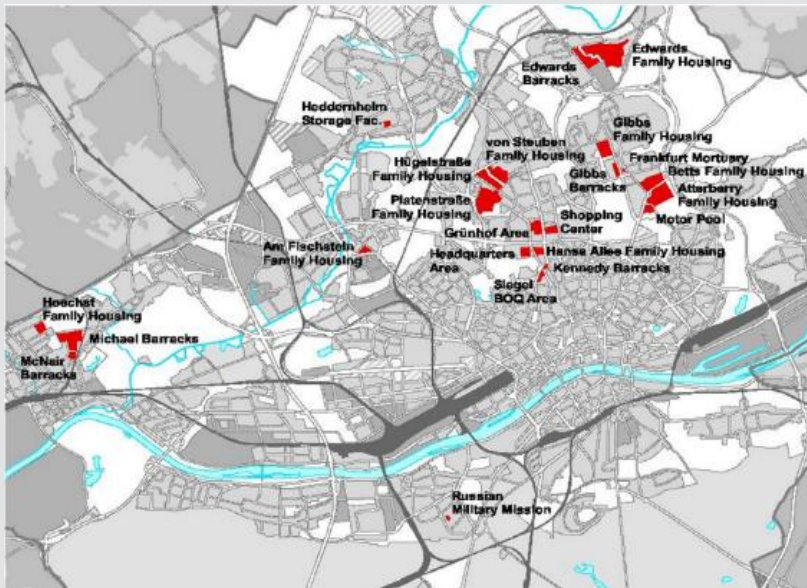 Edwards
Family Housing
Edwards
Barracks
Heddernheim
Storage Fac.
Gibbs
Family Housing
von Steuben
Family Housing
Frankfurt Mortuary
Betts Family Housing
Hügelstraße
Family Housing
Gibbs
Barracks
Atterberry
Family Housing
Platenstraße
Family Housing
Motor Pool
Shopping
Center
Grünhof Area
Am Fischstein
Family Housing
Headquarters
Area
Hansa Allee Family Housing
Kennedy Barracks
Siegel
BOQ Area
Hoechst
Family Housing
Michael Barracks
McNair
Barracks
Russian
Military Mission